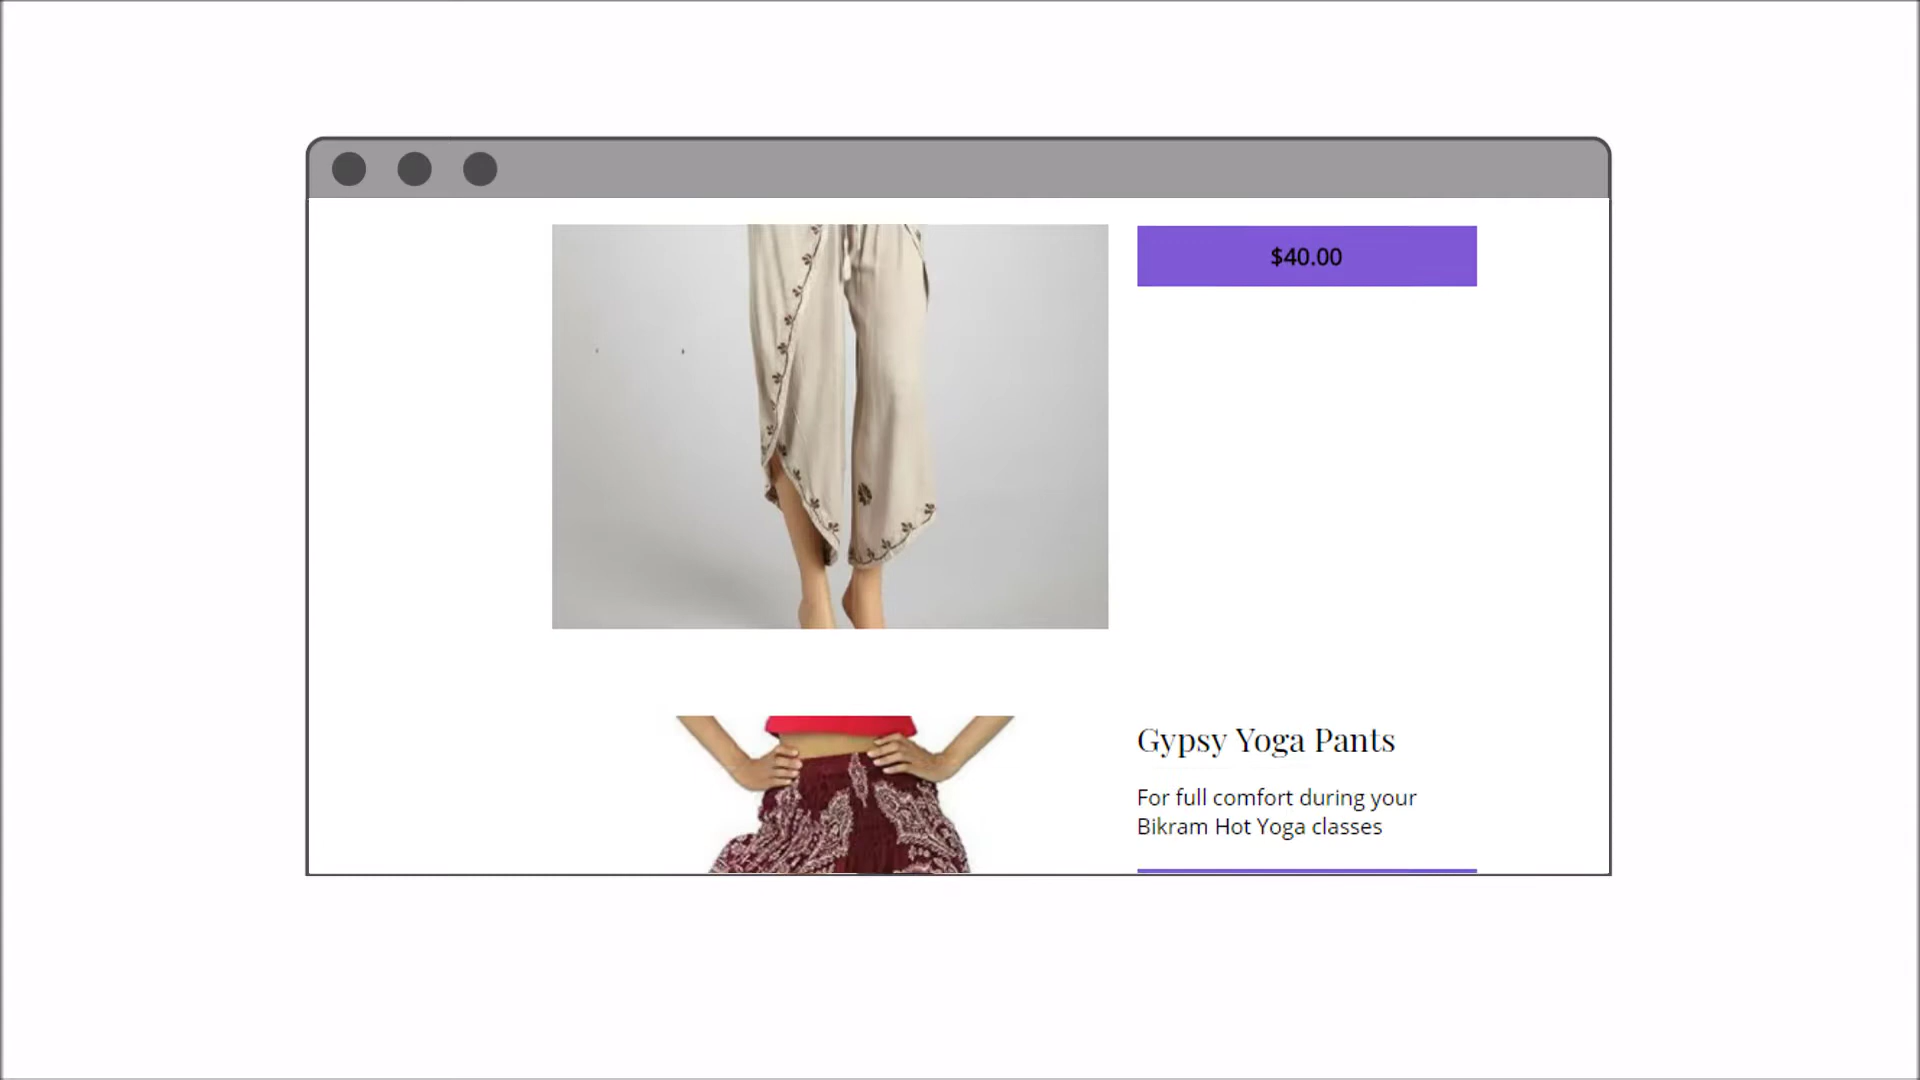 $40.00
Gypsy Yoga Pants
For full comfort during your
Bikram Hot Yoga classes